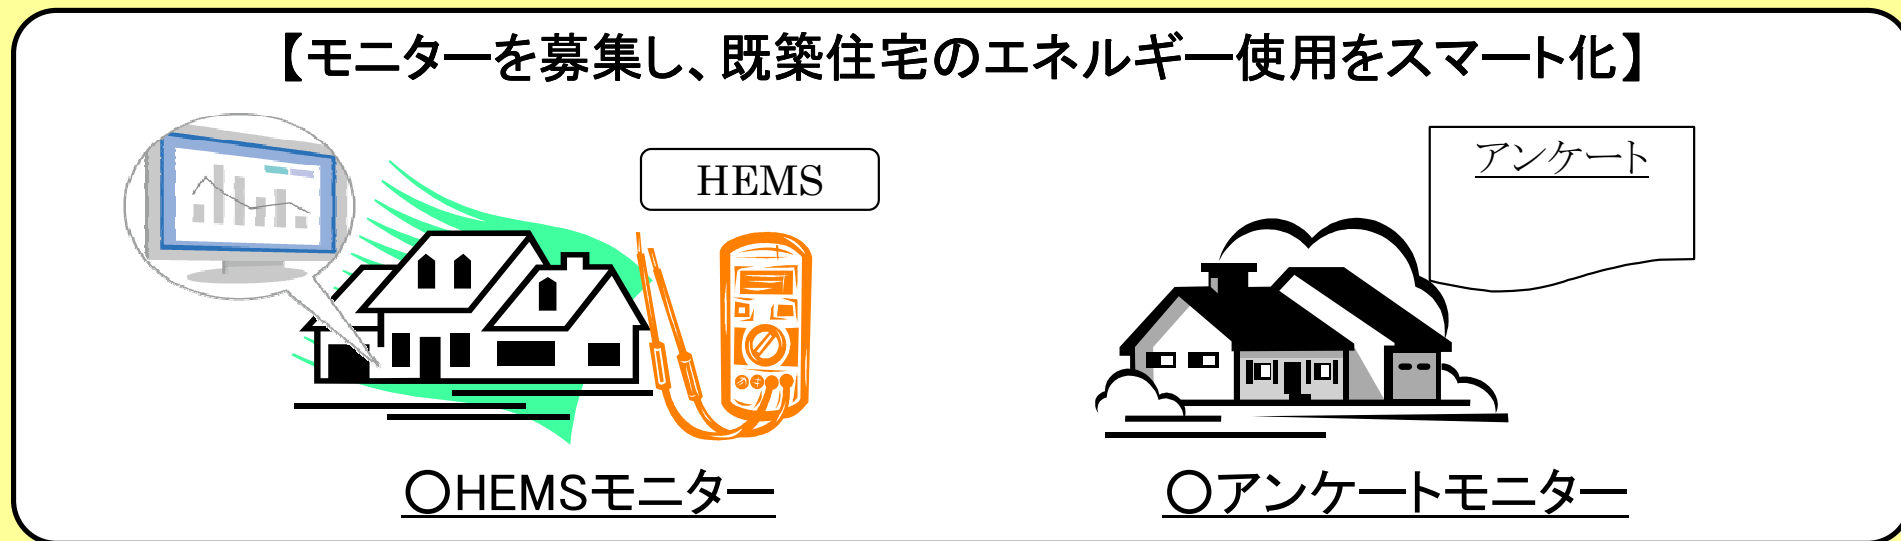 【モニターを募集し、既築住宅のエネルギー使用をスマート化】
HEMS
アンケート
○HEMSモニター
○アンケートモニター